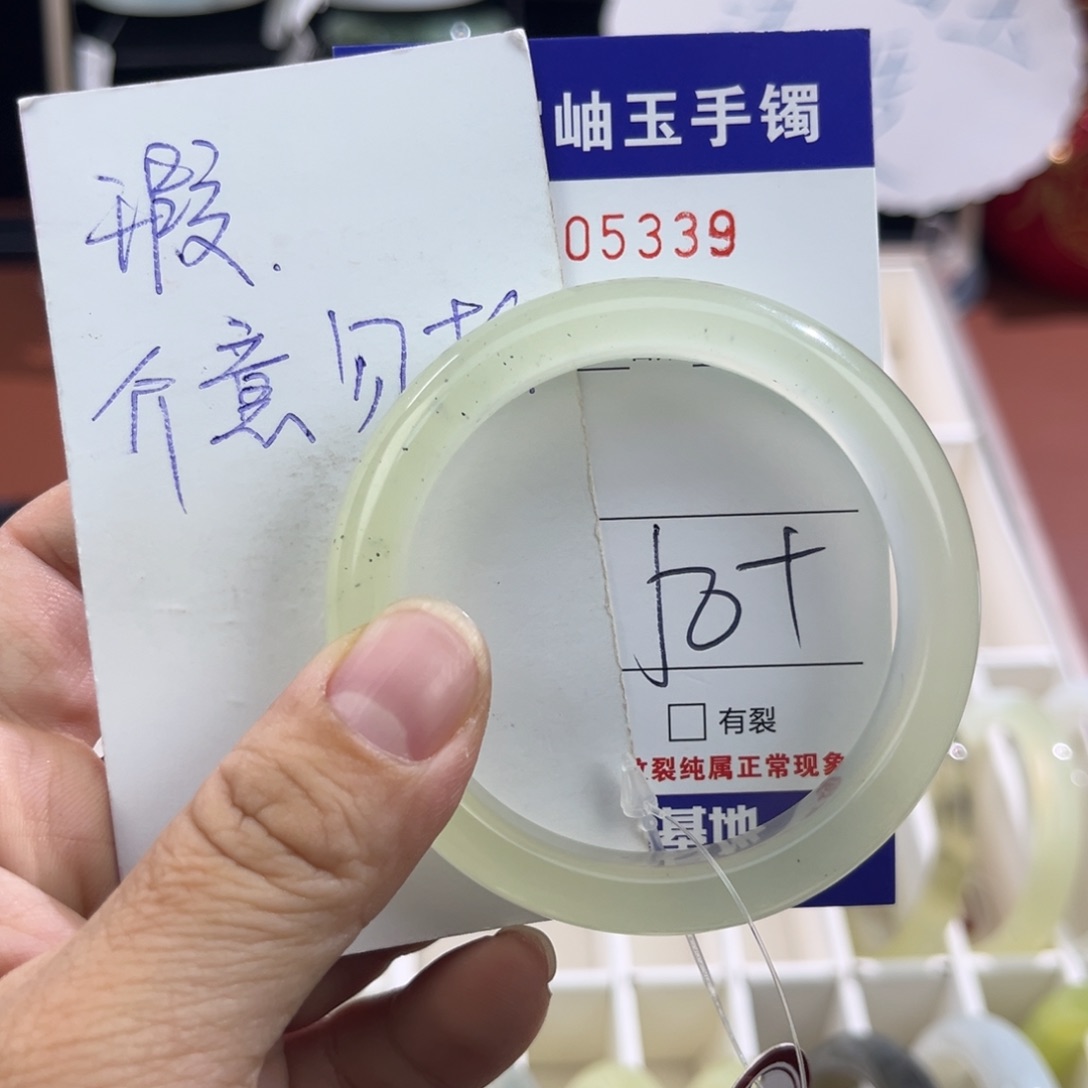 瑕.
介意勿拍
岫玉手镯
05339
□有裂
裂纯属正常现象
基地